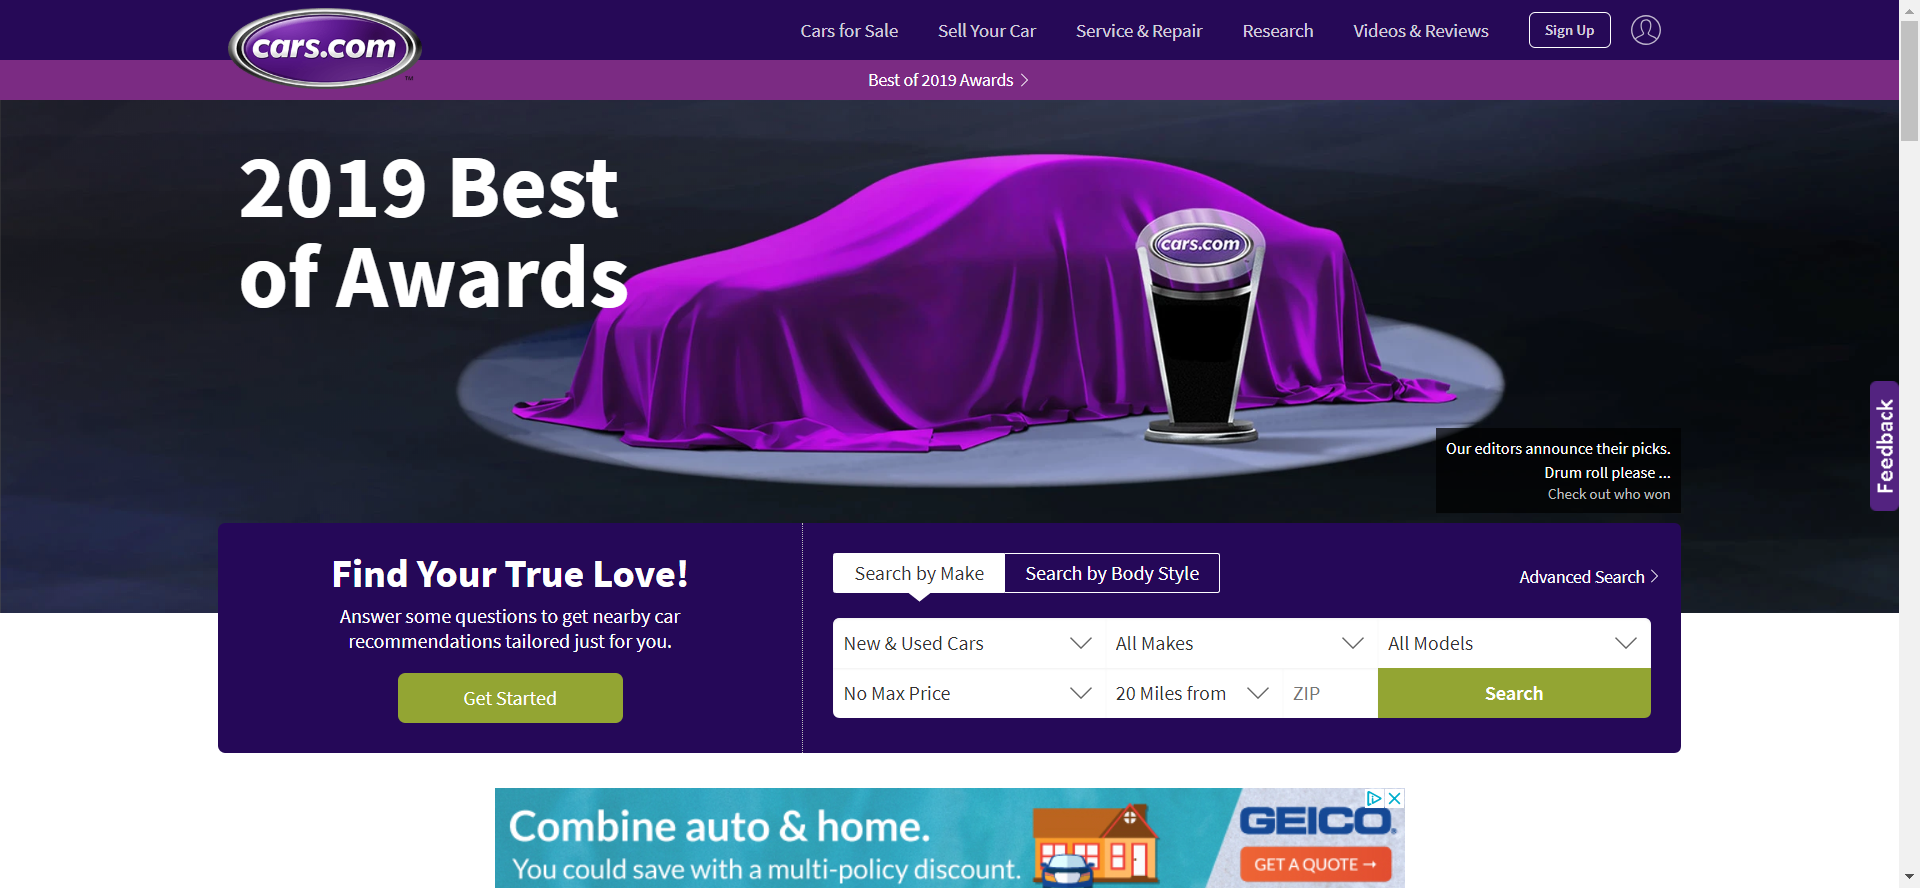 cars.com
TM
Cars for Sale
Sell Your Car
Service & Repair
Research
Videos & Reviews
Sign Up
Best of 2019 Awards
2019 Best
of Awards
cars.com
Our editors announce their picks.
Drum roll please ...
Check out who won
Feedback
Find Your True Love!
Answer some questions to get nearby car
recommendations tailored just for you.
Get Started
Search by Make
Search by Body Style
Advanced Search
New & Used Cars
All Makes
All Models
No Max Price
20 Miles from
ZIP
Search
Combine auto & home.
You could save with a multi-policy discount.
GEICO.
GET A QUOTE →